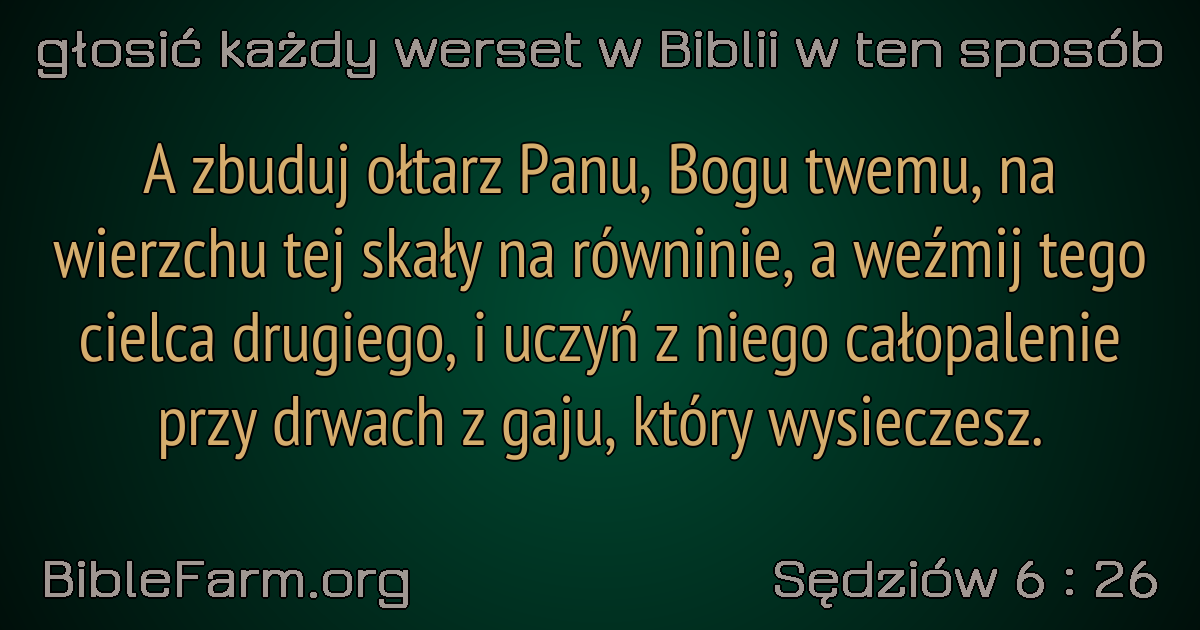 głosić każdy werset w Biblii w ten sposób
A zbuduj ołtarz Panu, Bogu twemu, na
wierzchu tej skały na równinie, a weźmij tego
cielca drugiego, i uczyń z niego całopalenie
przy drwach z gaju, który wysieczesz.
BibleFarm.org
Sędziów 6 : 26